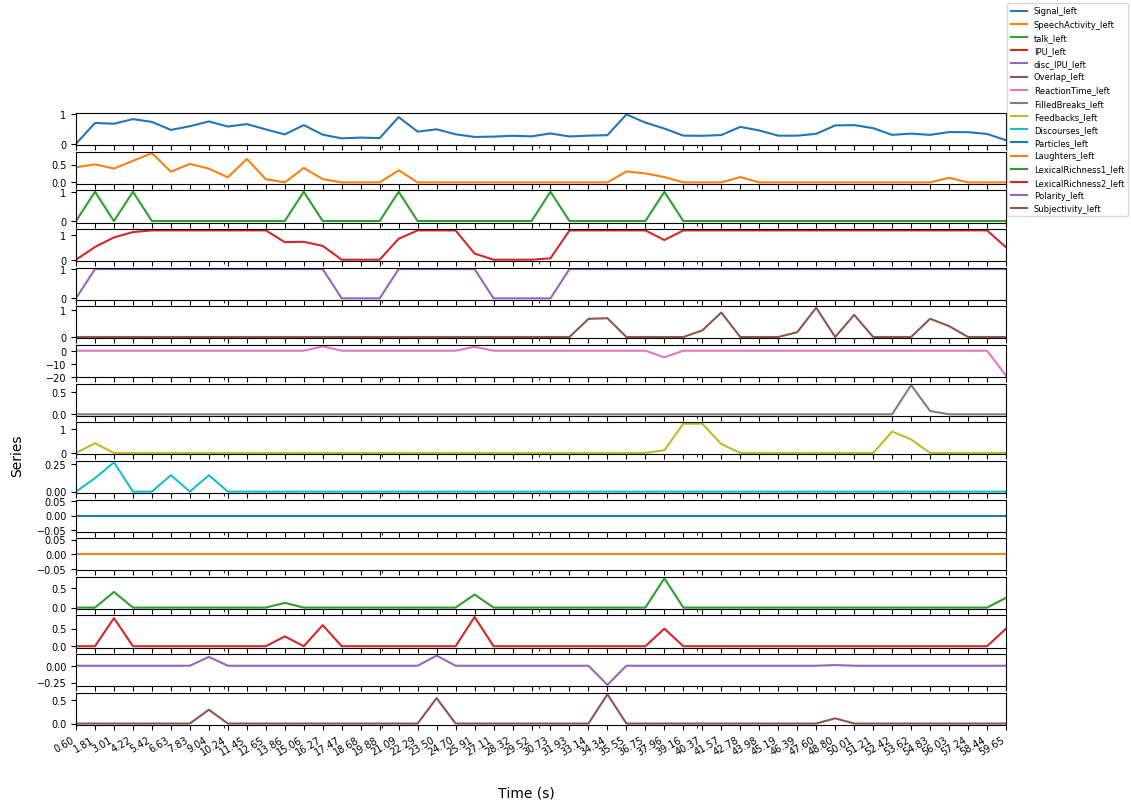 Signal_left
SpeechActivity_left
talk_left
IPU_left
disc_IPU_left
Overlap_left
ReactionTime_left
FilledBreaks_left
Feedbacks_left
Discourses_left
Particles_left
Laughters_left
LexicalRichness1_left
LexicalRichness2_left
Polarity_left
Subjectivity_left
1
0
0.5
0.0
1
0
1
0
1
0
1
0
0
−10
−20
0.5
0.0
1
0
0.25
0.00
0.05
0.00
−0.05
0.05
0.00
−0.05
0.5
0.0
0.5
0.0
0.00
−0.25
0.5
0.0
Series
0.60 1.81 3.01 4.22 5.42 6.63 7.83 9.04 10.24 11.45 12.65 13.86 15.06 16.27 17.47 18.68 19.88 21.09 22.29 23.50 24.70 25.91 27.11 28.32 29.52 30.73 31.93 33.14 34.34 35.55 36.75 37.96 39.16 40.37 41.57 42.78 43.98 45.19 46.39 47.60 48.80 50.01 51.21 52.42 53.62 54.83 56.03 57.24 58.44 59.65
Time (s)